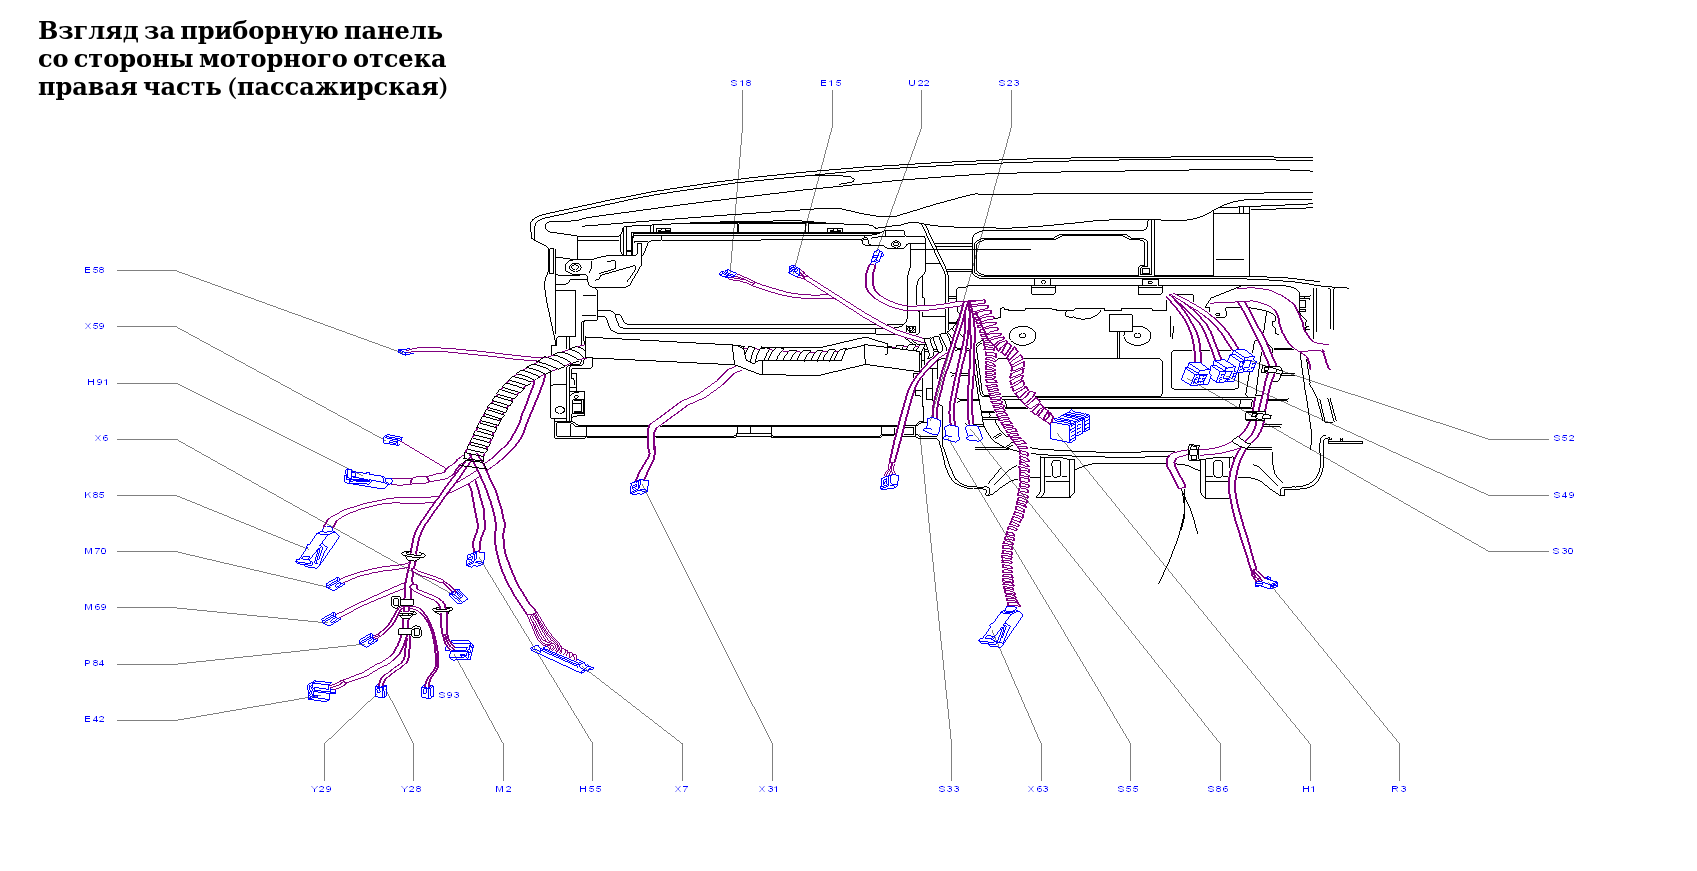 Взгляд за приборную панель
со стороны моторного отсека
правая часть (пассажирская)
S18 E15 U22 S23
E58
X59
H91
X6
S52
K85
S49
M70
S30
M69
P84
S93
E42
Y29 Y28 M2 H55 X7 X31 S33 X63 S55 S86 H1 R3